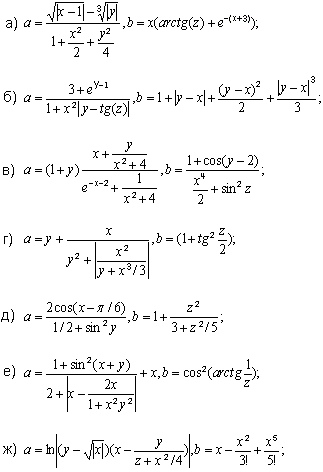 а) a = (√|x−1| − ∛|y|) / (1 + x²/2 + y²/4), b = x(arctg(z) + e^−(x+3));
б) a = (3 + e^(y−1)) / (1 + x²|y − tg(z)|), b = 1 + |y − x| + (y − x)²/2 + |y − x|³/3;
в) a = (1 + y) (x + y/(x² + 4)) / (e^(−x−2) + 1/(x² + 4)), b = (1 + cos(y − 2)) / (x⁴/2 + sin² z);
г) a = y + x / (y² + |x² / (y + x³/3)|), b = (1 + tg² z/2);
д) a = 2cos(x − π/6) / (1/2 + sin² y), b = 1 + z² / (3 + z²/5);
е) a = (1 + sin²(x + y)) / (2 + |x − 2x/(1 + x²y²)|) + x, b = cos²(arctg 1/z);
ж) a = ln|(y − √|x|)(x − y/(z + x²/4))|, b = x − x²/3! + x⁵/5!;